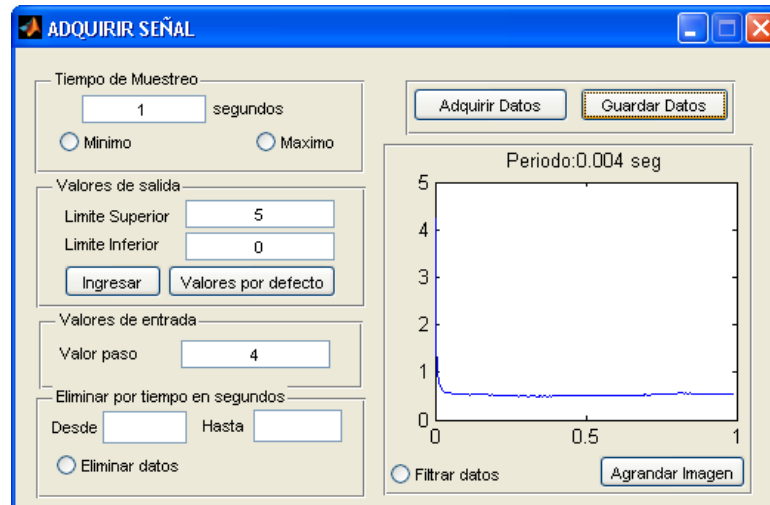 ADQUIRIR SEÑAL
Tiempo de Muestreo
1 segundos
Minimo Maximo
Valores de salida
Limite Superior 5
Limite Inferior 0
Ingresar Valores por defecto
Valores de entrada
Valor paso 4
Eliminar por tiempo en segundos
Desde Hasta
Eliminar datos
Adquirir Datos Guardar Datos
Periodo:0.004 seg
5
4
3
2
1
0
0 0.5 1
Filtrar datos Agrandar Imagen